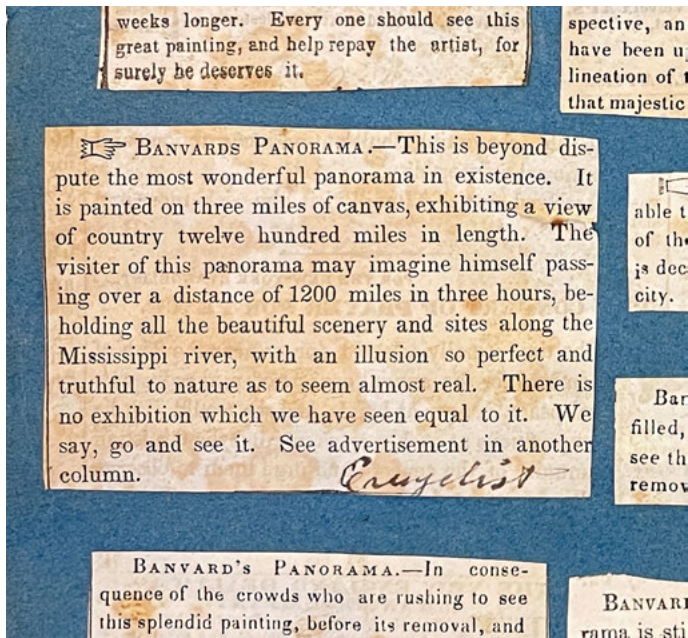 weeks longer. Every one should see this
great painting, and help repay the artist, for
surely he deserves it.
spective, an
have been u
lineation of
that majestic
BANVARDS PANORAMA.—This is beyond dis-
pute the most wonderful panorama in existence. It
is painted on three miles of canvas, exhibiting a view
of country twelve hundred miles in length. The
visiter of this panorama may imagine himself pass-
ing over a distance of 1200 miles in three hours, be-
holding all the beautiful scenery and sites along the
Mississippi river, with an illusion so perfect and
truthful to nature as to seem almost real. There is
no exhibition which we have seen equal to it. We
say, go and see it. See advertisement in another
column.
able t
of the
is dec
city.
Ban
filled,
see th
remov
BANVARD'S PANORAMA.—In conse-
quence of the crowds who are rushing to see
this splendid painting, before its removal, and
BANVARD
rama is sti